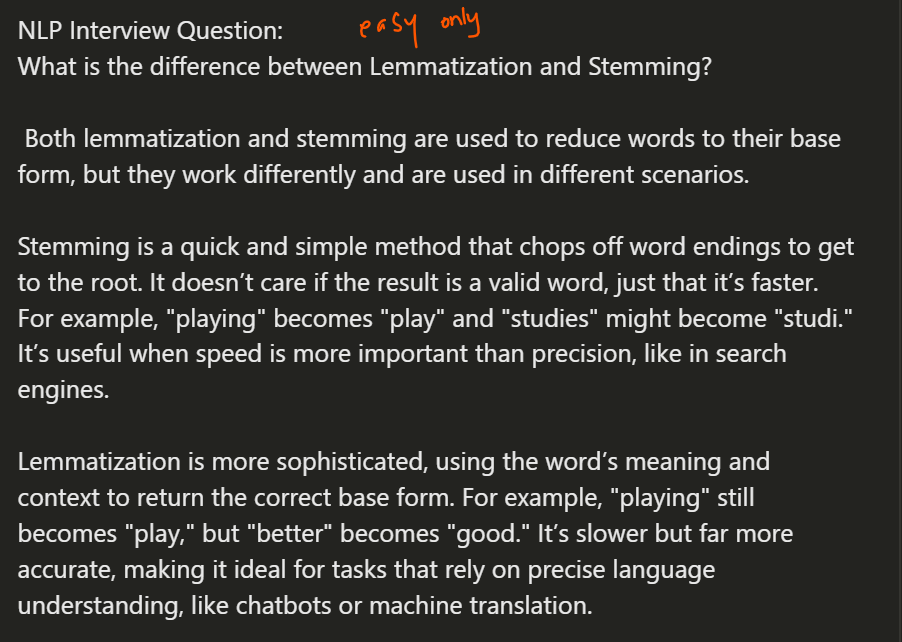 NLP Interview Question: easy only
What is the difference between Lemmatization and Stemming?
Both lemmatization and stemming are used to reduce words to their base
form, but they work differently and are used in different scenarios.
Stemming is a quick and simple method that chops off word endings to get
to the root. It doesn’t care if the result is a valid word, just that it’s faster.
For example, "playing" becomes "play" and "studies" might become "studi."
It’s useful when speed is more important than precision, like in search
engines.
Lemmatization is more sophisticated, using the word’s meaning and
context to return the correct base form. For example, "playing" still
becomes "play," but "better" becomes "good." It’s slower but far more
accurate, making it ideal for tasks that rely on precise language
understanding, like chatbots or machine translation.